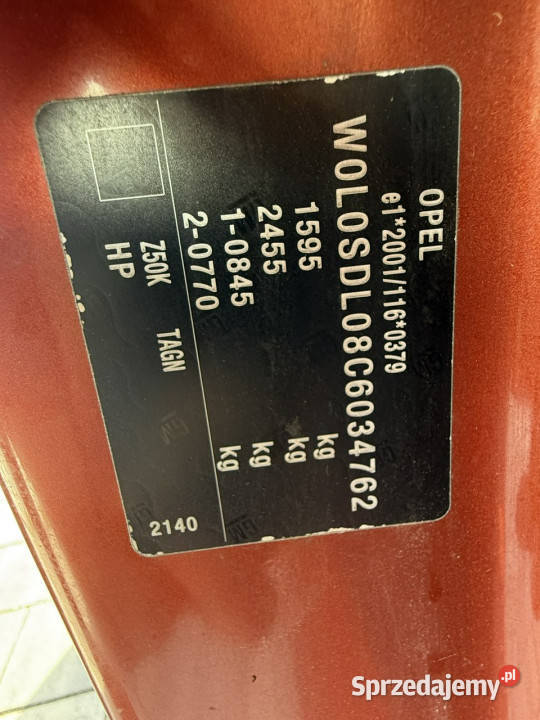 OPEL
e1*2001/116*0379
W0L0SDL08C6034762
1595 kg
2455 kg
1-0845 kg
2-0770 kg
Z50K TAGN
HP
2140
Sprzedajemy.pl